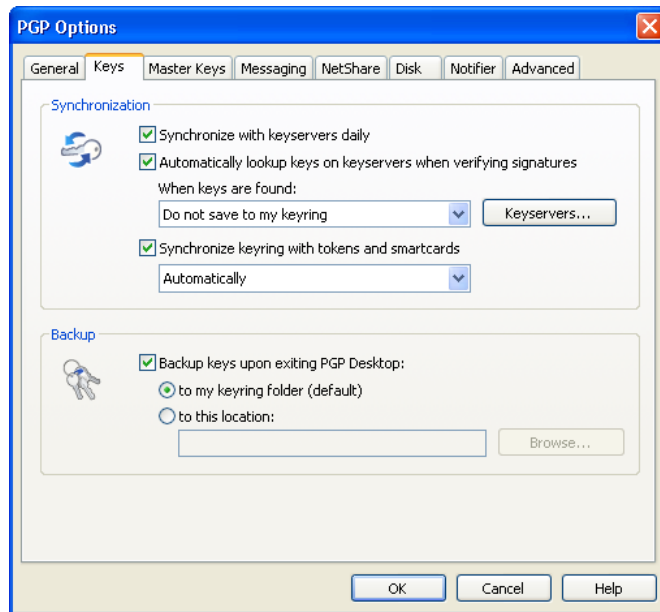 PGP Options
General Keys Master Keys Messaging NetShare Disk Notifier Advanced
Synchronization
Synchronize with keyservers daily
Automatically lookup keys on keyservers when verifying signatures
When keys are found:
Do not save to my keyring Keyservers...
Synchronize keyring with tokens and smartcards
Automatically
Backup
Backup keys upon exiting PGP Desktop:
to my keyring folder (default)
to this location:
Browse...
OK Cancel Help